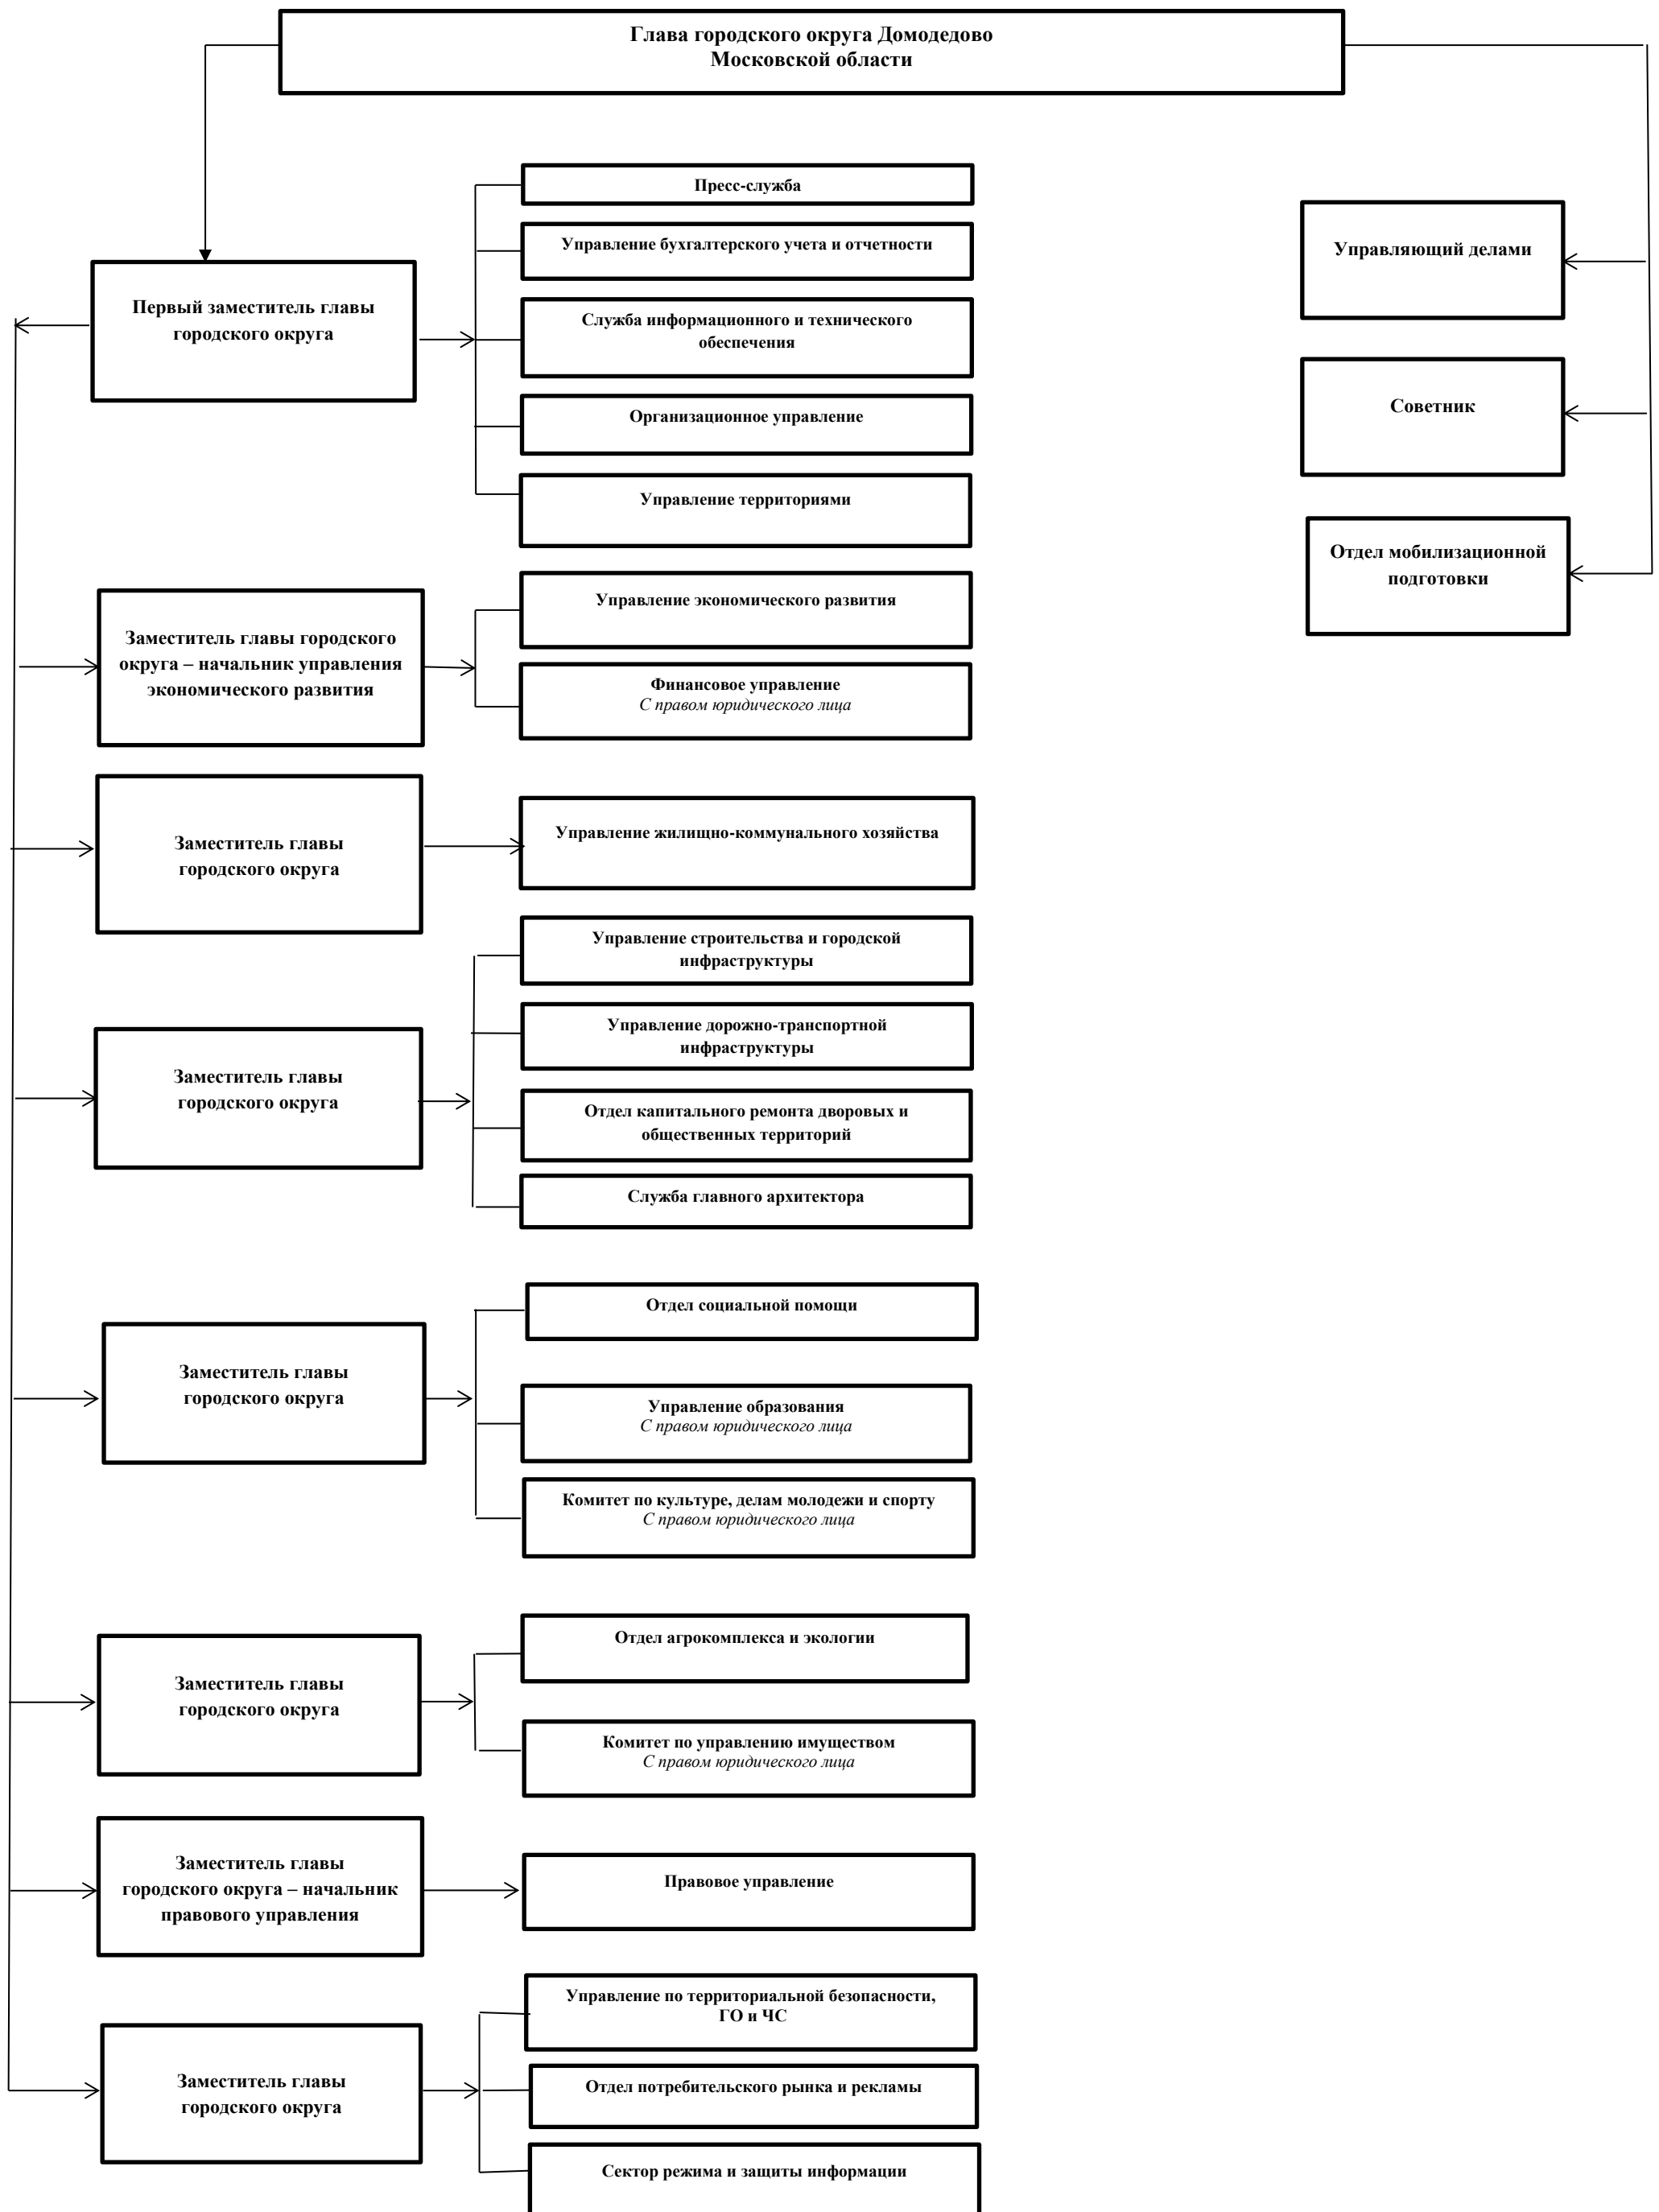 Глава городского округа Домодедово
Московской области
Пресс-служба
Управление бухгалтерского учета и отчетности
Управляющий делами
Первый заместитель главы
городского округа
Служба информационного и технического
обеспечения
Советник
Организационное управление
Управление территориями
Отдел мобилизационной
подготовки
Заместитель главы городского
округа – начальник управления
экономического развития
Управление экономического развития
Финансовое управление
С правом юридического лица
Заместитель главы
городского округа
Управление жилищно-коммунального хозяйства
Заместитель главы
городского округа
Управление строительства и городской
инфраструктуры
Управление дорожно-транспортной
инфраструктуры
Отдел капитального ремонта дворовых и
общественных территорий
Служба главного архитектора
Заместитель главы
городского округа
Отдел социальной помощи
Управление образования
С правом юридического лица
Комитет по культуре, делам молодежи и спорту
С правом юридического лица
Заместитель главы
городского округа
Отдел агрокомплекса и экологии
Комитет по управлению имуществом
С правом юридического лица
Заместитель главы
городского округа – начальник
правового управления
Правовое управление
Заместитель главы
городского округа
Управление по территориальной безопасности,
ГО и ЧС
Отдел потребительского рынка и рекламы
Сектор режима и защиты информации